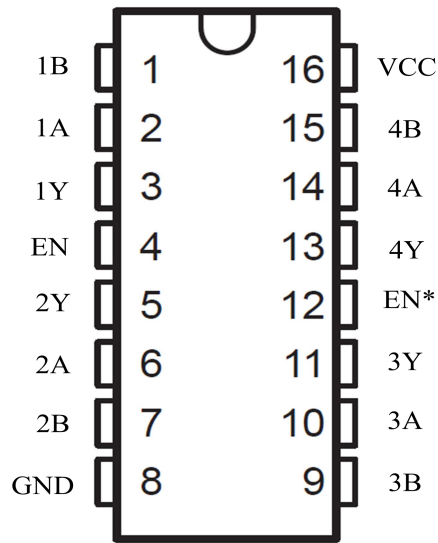 1B 1 16 VCC
1A 2 15 4B
1Y 3 14 4A
EN 4 13 4Y
2Y 5 12 EN*
2A 6 11 3Y
2B 7 10 3A
GND 8 9 3B